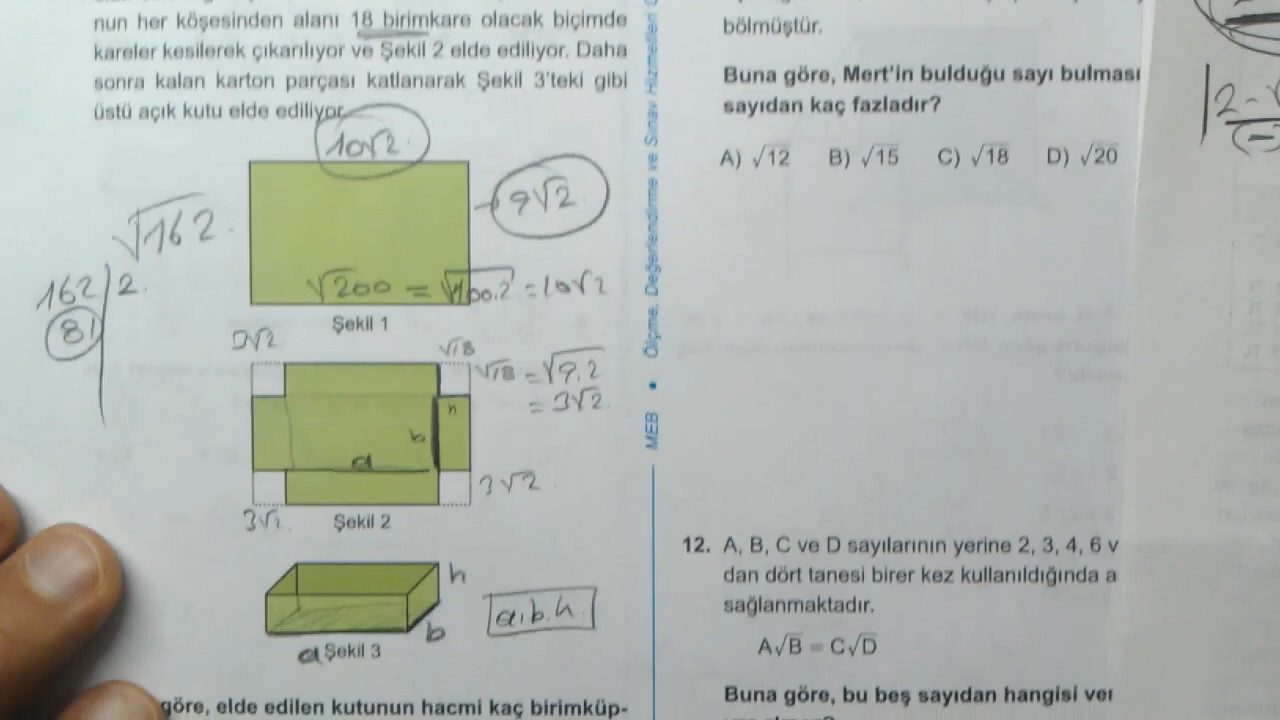 nun her köşesinden alanı 18 birimkare olacak biçimde
kareler kesilerek çıkarılıyor ve Şekil 2 elde ediliyor. Daha
sonra kalan karton parçası katlanarak Şekil 3'teki gibi
üstü açık kutu elde ediliyor.
10√2
9√2
√162
162 2
81
√200 = √100.2 = 10√2
Şekil 1
3√2
√18
√18 = √9.2
= 3√2
h
b
a
3√2
3√2
Şekil 2
h
b
a.b.h
a Şekil 3
göre, elde edilen kutunun hacmi kaç birimküp-
MEB • Ölçme, Değerlendirme ve Sınav Hizmetleri
bölmüştür.
Buna göre, Mert'in bulduğu sayı bulması
sayıdan kaç fazladır?
A) √12 B) √15 C) √18 D) √20
12. A, B, C ve D sayılarının yerine 2, 3, 4, 6 v
dan dört tanesi birer kez kullanıldığında a
sağlanmaktadır.
A√B = C√D
Buna göre, bu beş sayıdan hangisi